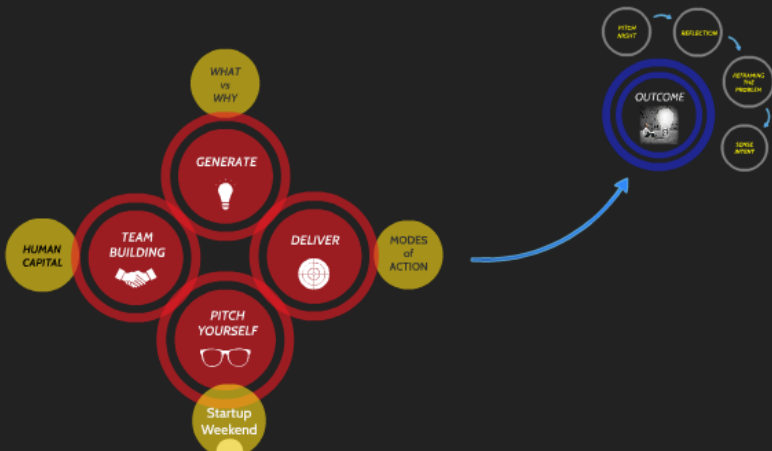 WHAT
vs
WHY
GENERATE
HUMAN
CAPITAL
TEAM
BUILDING
DELIVER
MODES
of
ACTION
PITCH
YOURSELF
Startup
Weekend
OUTCOME
PITCH
NIGHT
REFLECTION
REFRAMING
THE
PROBLEM
SENSE
INTENT